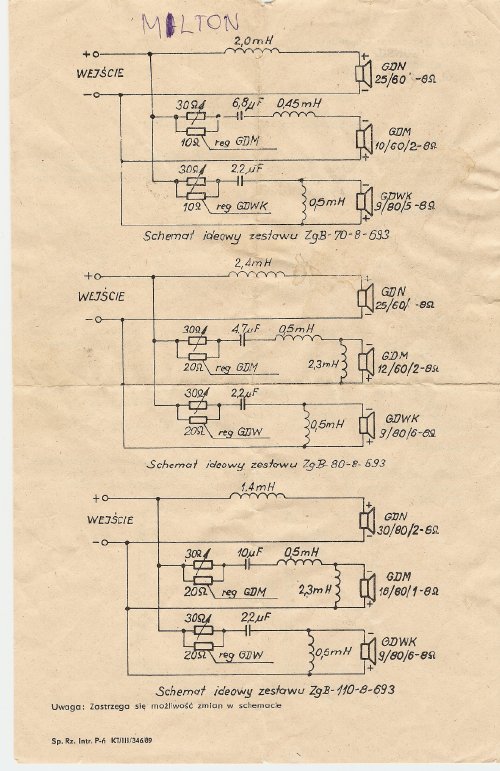 MILTON
2,0mH
+
+
GDN
25/60 -8Ω
WEJŚCIE
-
-
30Ω
6,8μF
0,45mH
-
GDM
10/60/2-8Ω
10Ω
reg GDM
+
30Ω
2,2μF
-
GDWK
9/80/5-8Ω
10Ω
reg GDWK
0,5mH
+
Schemat ideowy zestawu ZgB-70-8-693
2,4mH
+
+
GDN
25/60/ -8Ω
WEJŚCIE
-
-
30Ω
4,7μF
0,5mH
-
GDM
12/60/2-8Ω
20Ω
reg GDM
2,3mH
+
30Ω
2,2μF
-
GDWK
9/80/6-8Ω
20Ω
reg GDW
0,5mH
+
Schemat ideowy zestawu ZgB-80-8-693
1,4mH
+
+
GDN
30/80/2-8Ω
WEJŚCIE
-
-
30Ω
10μF
0,5mH
-
GDM
18/80/1-8Ω
20Ω
reg GDM
2,3mH
+
30Ω
2,2μF
-
GDWK
9/80/6-8Ω
20Ω
reg GDW
0,5mH
+
Schemat ideowy zestawu ZgB-110-8-693
Uwaga: Zastrzega się możliwość zmian w schemacie
Sp. Rz. Intr. P-ń KT/III/346/89